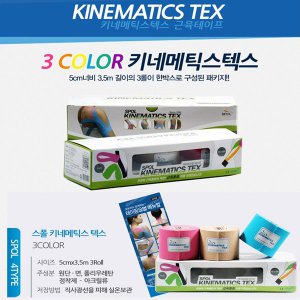 KINEMATICS TEX
키네메틱스텍스 근육테이프
3 COLOR 키네메틱스텍스
5cm너비 3.5m 길이의 3롤이 한박스로 구성된 패키지!!
SPOL
KINEMATICS TEX
SPOL
KINEMATICS TEX
SPOL 4TYPE
스폴 키네메틱스 텍스
3COLOR
사이즈 5cmx3.5m 3Roll
주성분 원단 - 면, 폴리우레탄
점착제 - 아크릴류
저장방법 직사광선을 피해 실온보관